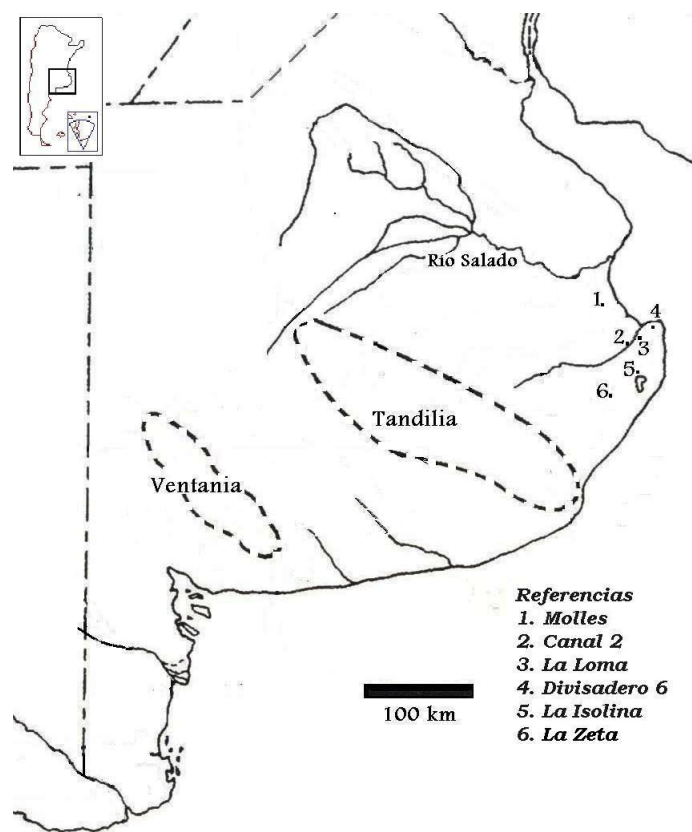 Río Salado
1.
4
2
3
5
6
Tandilia
Ventania
Referencias
1. Molles
2. Canal 2
3. La Loma
4. Divisadero 6
5. La Isolina
6. La Zeta
100 km